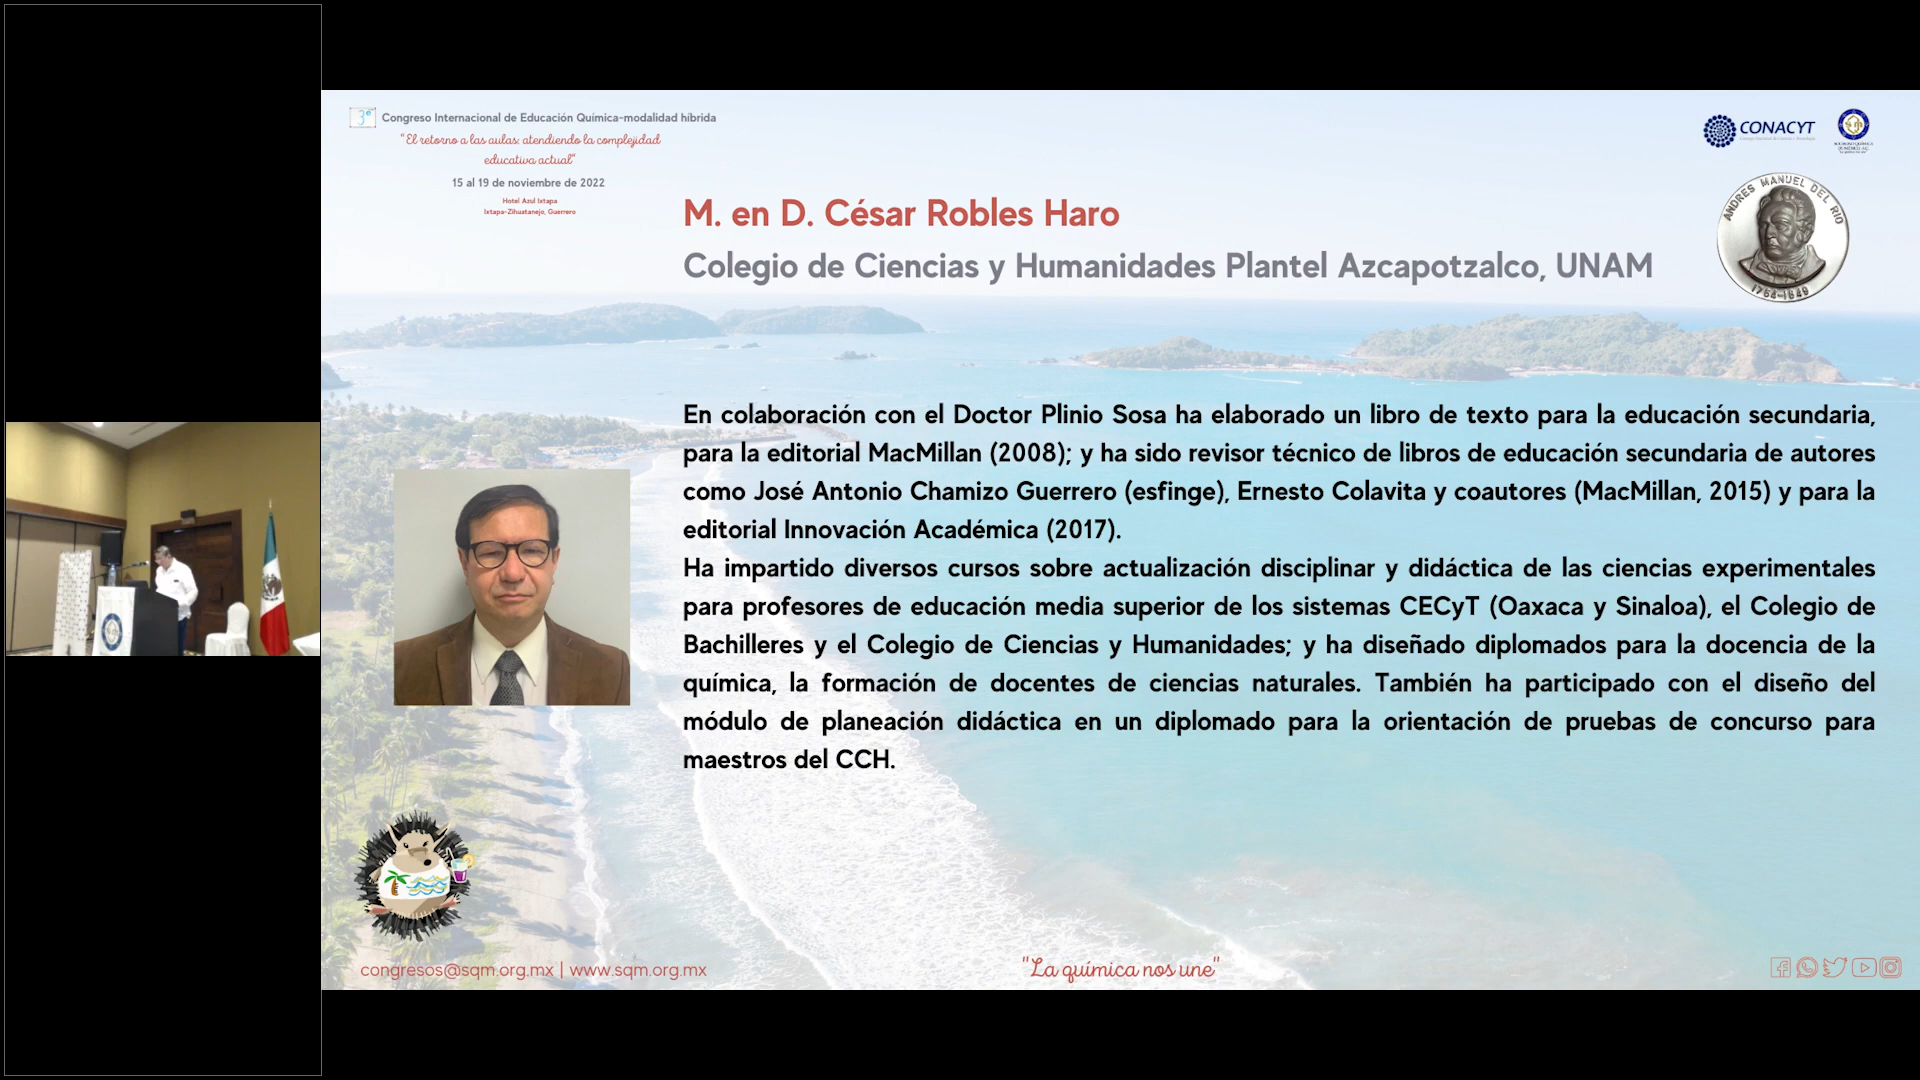 3° Congreso Internacional de Educación Química-modalidad híbrida
"El retorno a las aulas: atendiendo la complejidad
educativa actual"
15 al 19 de noviembre de 2022
Hotel Azul Ixtapa
Ixtapa-Zihuatanejo, Guerrero
CONACYT
ANDRÉS MANUEL DEL RIO
1764-1849
M. en D. César Robles Haro
Colegio de Ciencias y Humanidades Plantel Azcapotzalco, UNAM
En colaboración con el Doctor Plinio Sosa ha elaborado un libro de texto para la educación secundaria,
para la editorial MacMillan (2008); y ha sido revisor técnico de libros de educación secundaria de autores
como José Antonio Chamizo Guerrero (esfinge), Ernesto Colavita y coautores (MacMillan, 2015) y para la
editorial Innovación Académica (2017).
Ha impartido diversos cursos sobre actualización disciplinar y didáctica de las ciencias experimentales
para profesores de educación media superior de los sistemas CECyT (Oaxaca y Sinaloa), el Colegio de
Bachilleres y el Colegio de Ciencias y Humanidades; y ha diseñado diplomados para la docencia de la
química, la formación de docentes de ciencias naturales. También ha participado con el diseño del
módulo de planeación didáctica en un diplomado para la orientación de pruebas de concurso para
maestros del CCH.
congresos@sqm.org.mx | www.sqm.org.mx
"La química nos une"